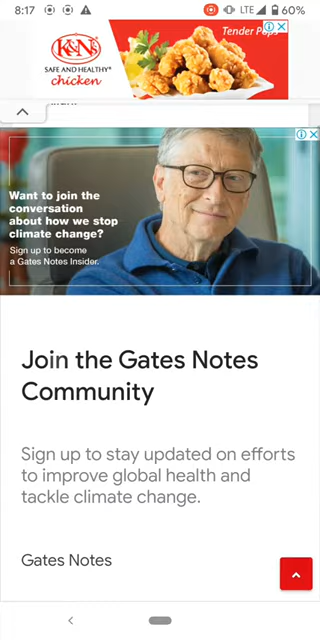 8:17
LTE
60%
Tender Pops
K&N's
SAFE AND HEALTHY
chicken
Want to join the
conversation
about how we stop
climate change?
Sign up to become
a Gates Notes Insider.
Join the Gates Notes
Community
Sign up to stay updated on efforts
to improve global health and
tackle climate change.
Gates Notes